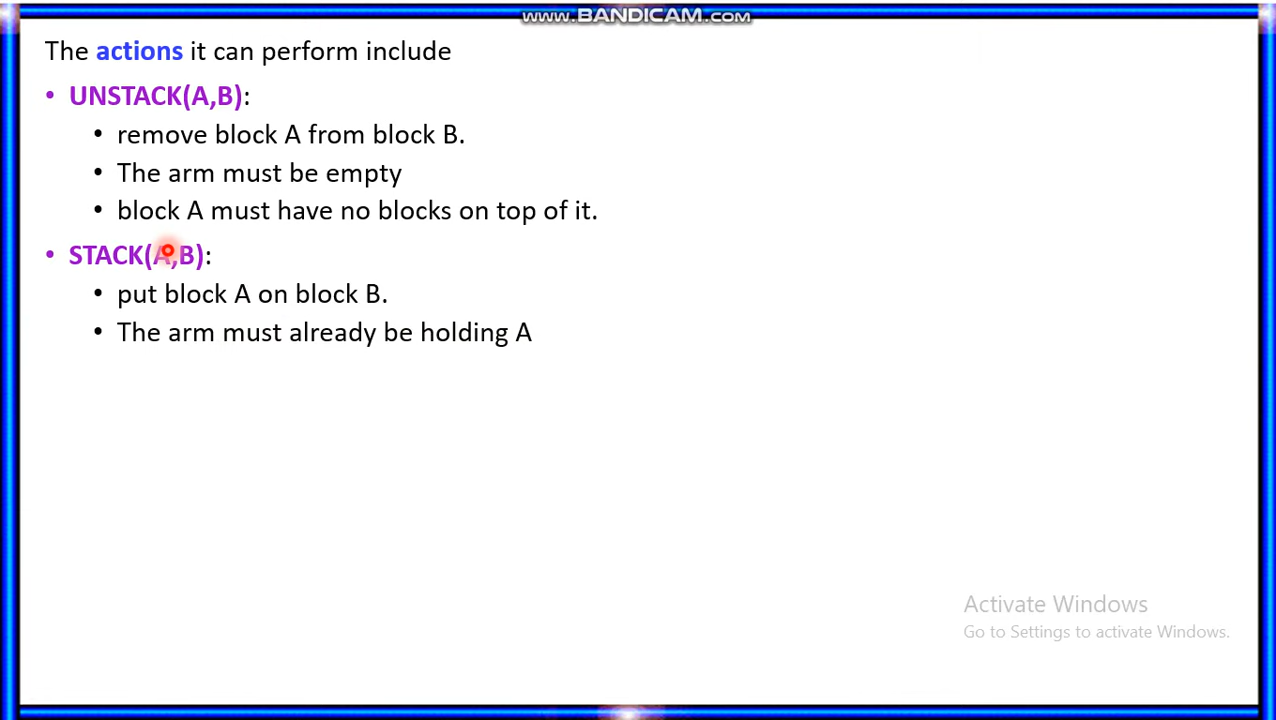 www.BANDICAM.com
The actions it can perform include
• UNSTACK(A,B):
• remove block A from block B.
• The arm must be empty
• block A must have no blocks on top of it.
• STACK(A,B):
• put block A on block B.
• The arm must already be holding A
Activate Windows
Go to Settings to activate Windows.